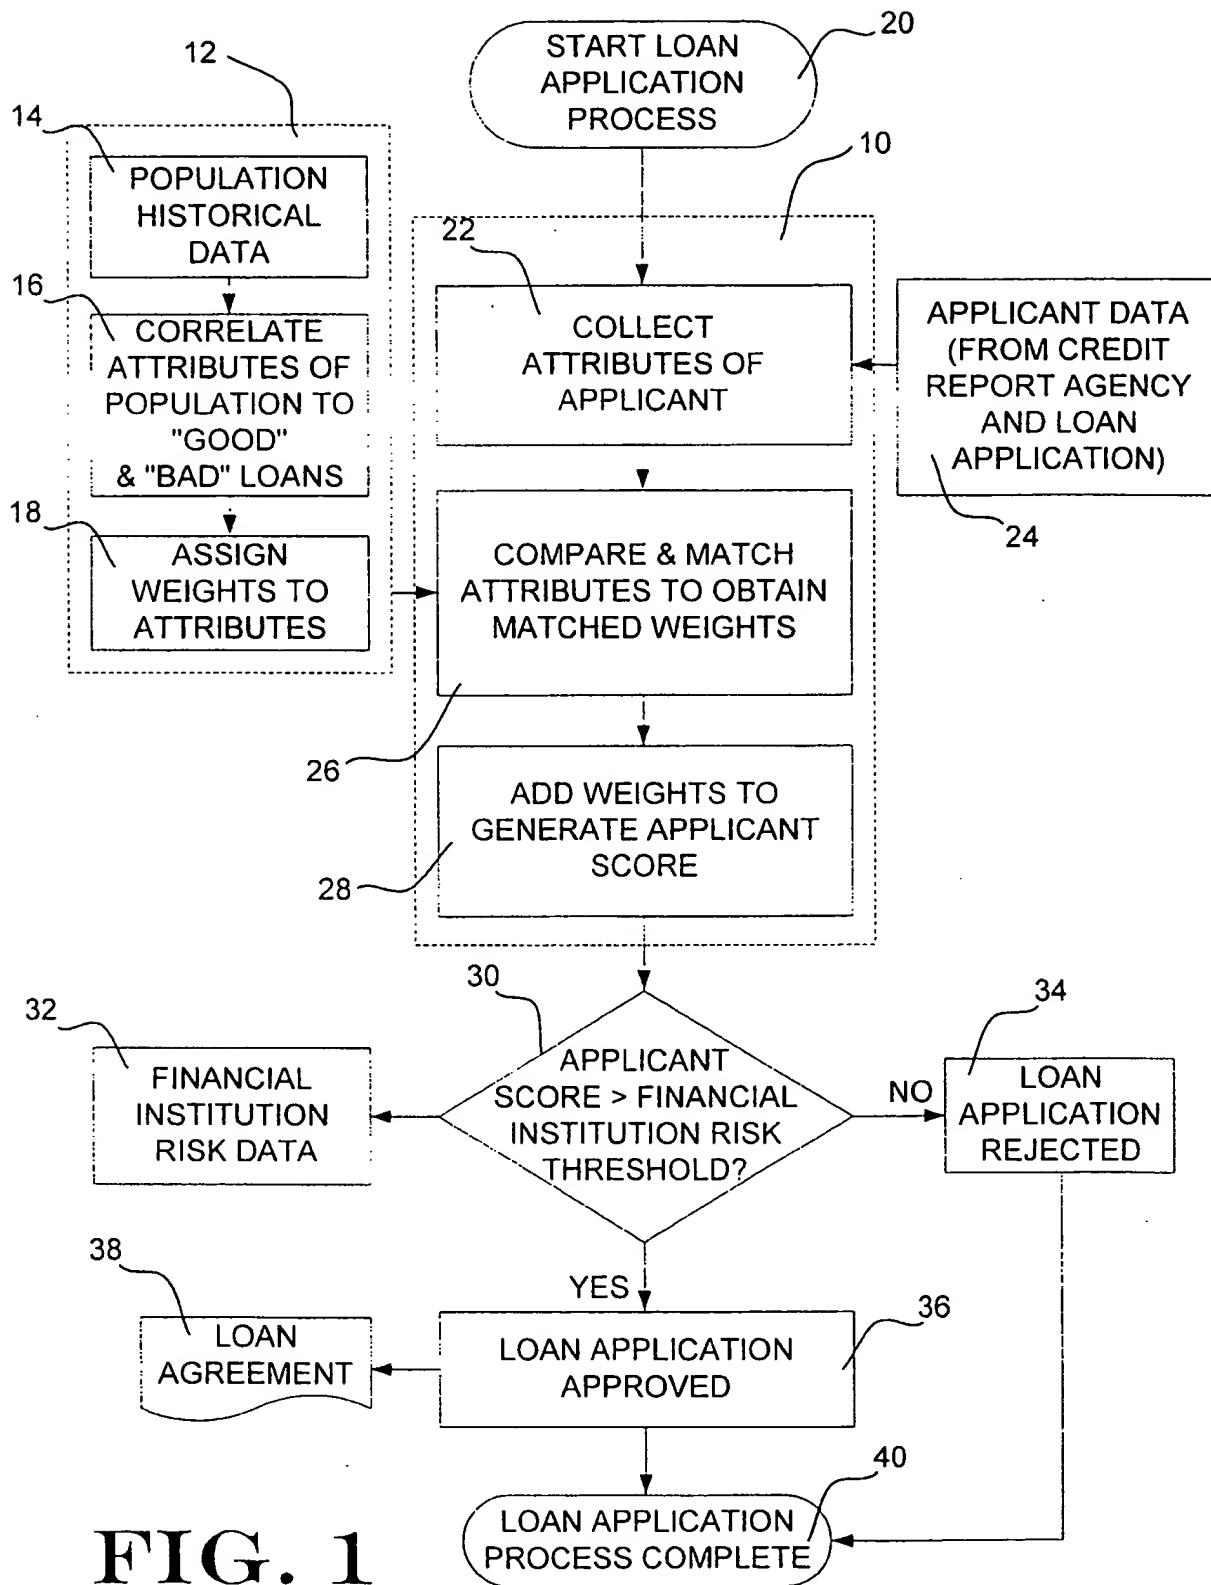 20
START LOAN
APPLICATION
PROCESS
12
14
POPULATION
HISTORICAL
DATA
10
22
COLLECT
ATTRIBUTES OF
APPLICANT
16
CORRELATE
ATTRIBUTES OF
POPULATION TO
"GOOD"
& "BAD" LOANS
APPLICANT DATA
(FROM CREDIT
REPORT AGENCY
AND LOAN
APPLICATION)
24
18
ASSIGN
WEIGHTS TO
ATTRIBUTES
COMPARE & MATCH
ATTRIBUTES TO OBTAIN
MATCHED WEIGHTS
26
ADD WEIGHTS TO
GENERATE APPLICANT
SCORE
28
30
APPLICANT
SCORE > FINANCIAL
INSTITUTION RISK
THRESHOLD?
32
FINANCIAL
INSTITUTION
RISK DATA
NO
34
LOAN
APPLICATION
REJECTED
YES
36
LOAN APPLICATION
APPROVED
38
LOAN
AGREEMENT
40
LOAN APPLICATION
PROCESS COMPLETE
FIG. 1